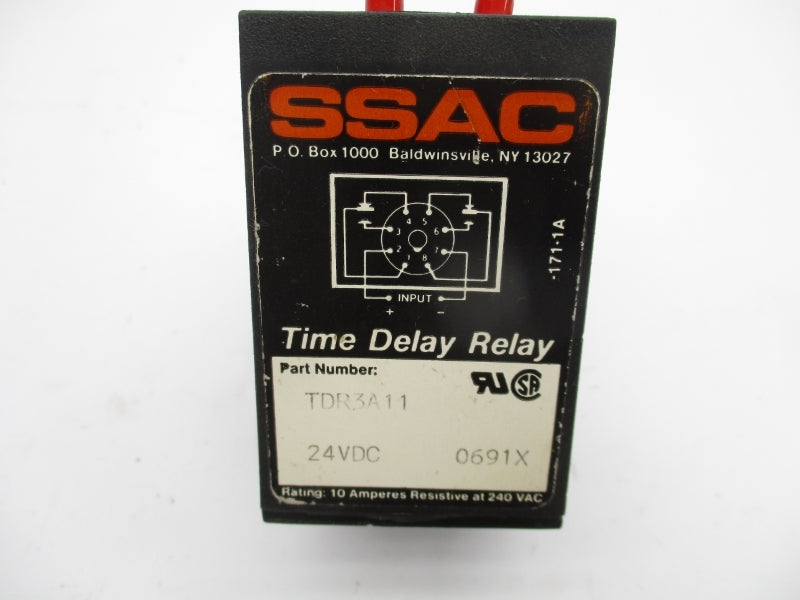 SSAC
P.O. Box 1000 Baldwinsville, NY 13027
4 5
3 6
2 7
1 8
INPUT
+ −
-171-1A
Time Delay Relay
Part Number:
TDR3A11
24VDC 0691X
Rating: 10 Amperes Resistive at 240 VAC